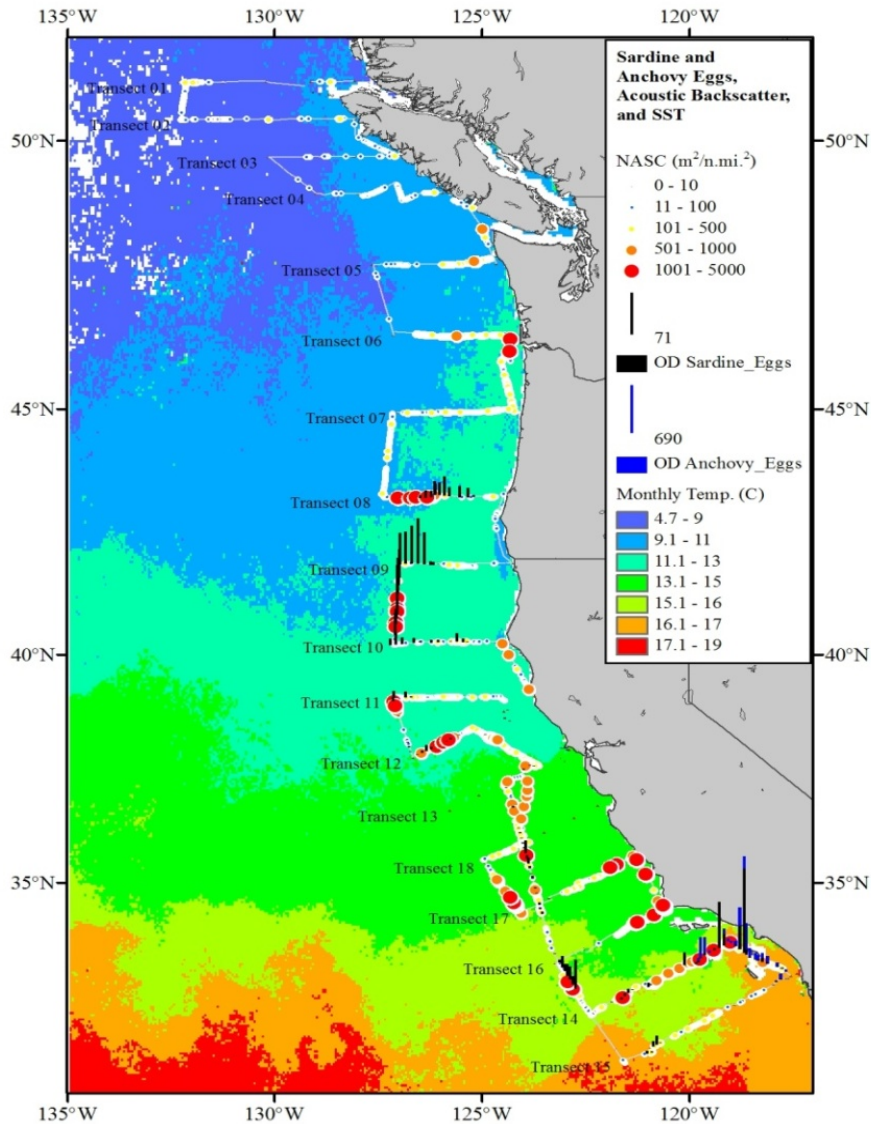 135°W
130°W
125°W
120°W
Sardine and
Anchovy Eggs,
Acoustic Backscatter,
and SST
NASC (m²/n.mi.²)
0 - 10
11 - 100
101 - 500
501 - 1000
1001 - 5000
71
OD Sardine_Eggs
690
OD Anchovy_Eggs
Monthly Temp. (C)
4.7 - 9
9.1 - 11
11.1 - 13
13.1 - 15
15.1 - 16
16.1 - 17
17.1 - 19
Transect 01
50°N
50°N
Transect 02
Transect 03
Transect 04
Transect 05
Transect 06
45°N
45°N
Transect 07
Transect 08
Transect 09
40°N
40°N
Transect 10
Transect 11
Transect 12
Transect 13
35°N
35°N
Transect 18
Transect 17
Transect 16
Transect 14
Transect 15
135°W
130°W
125°W
120°W